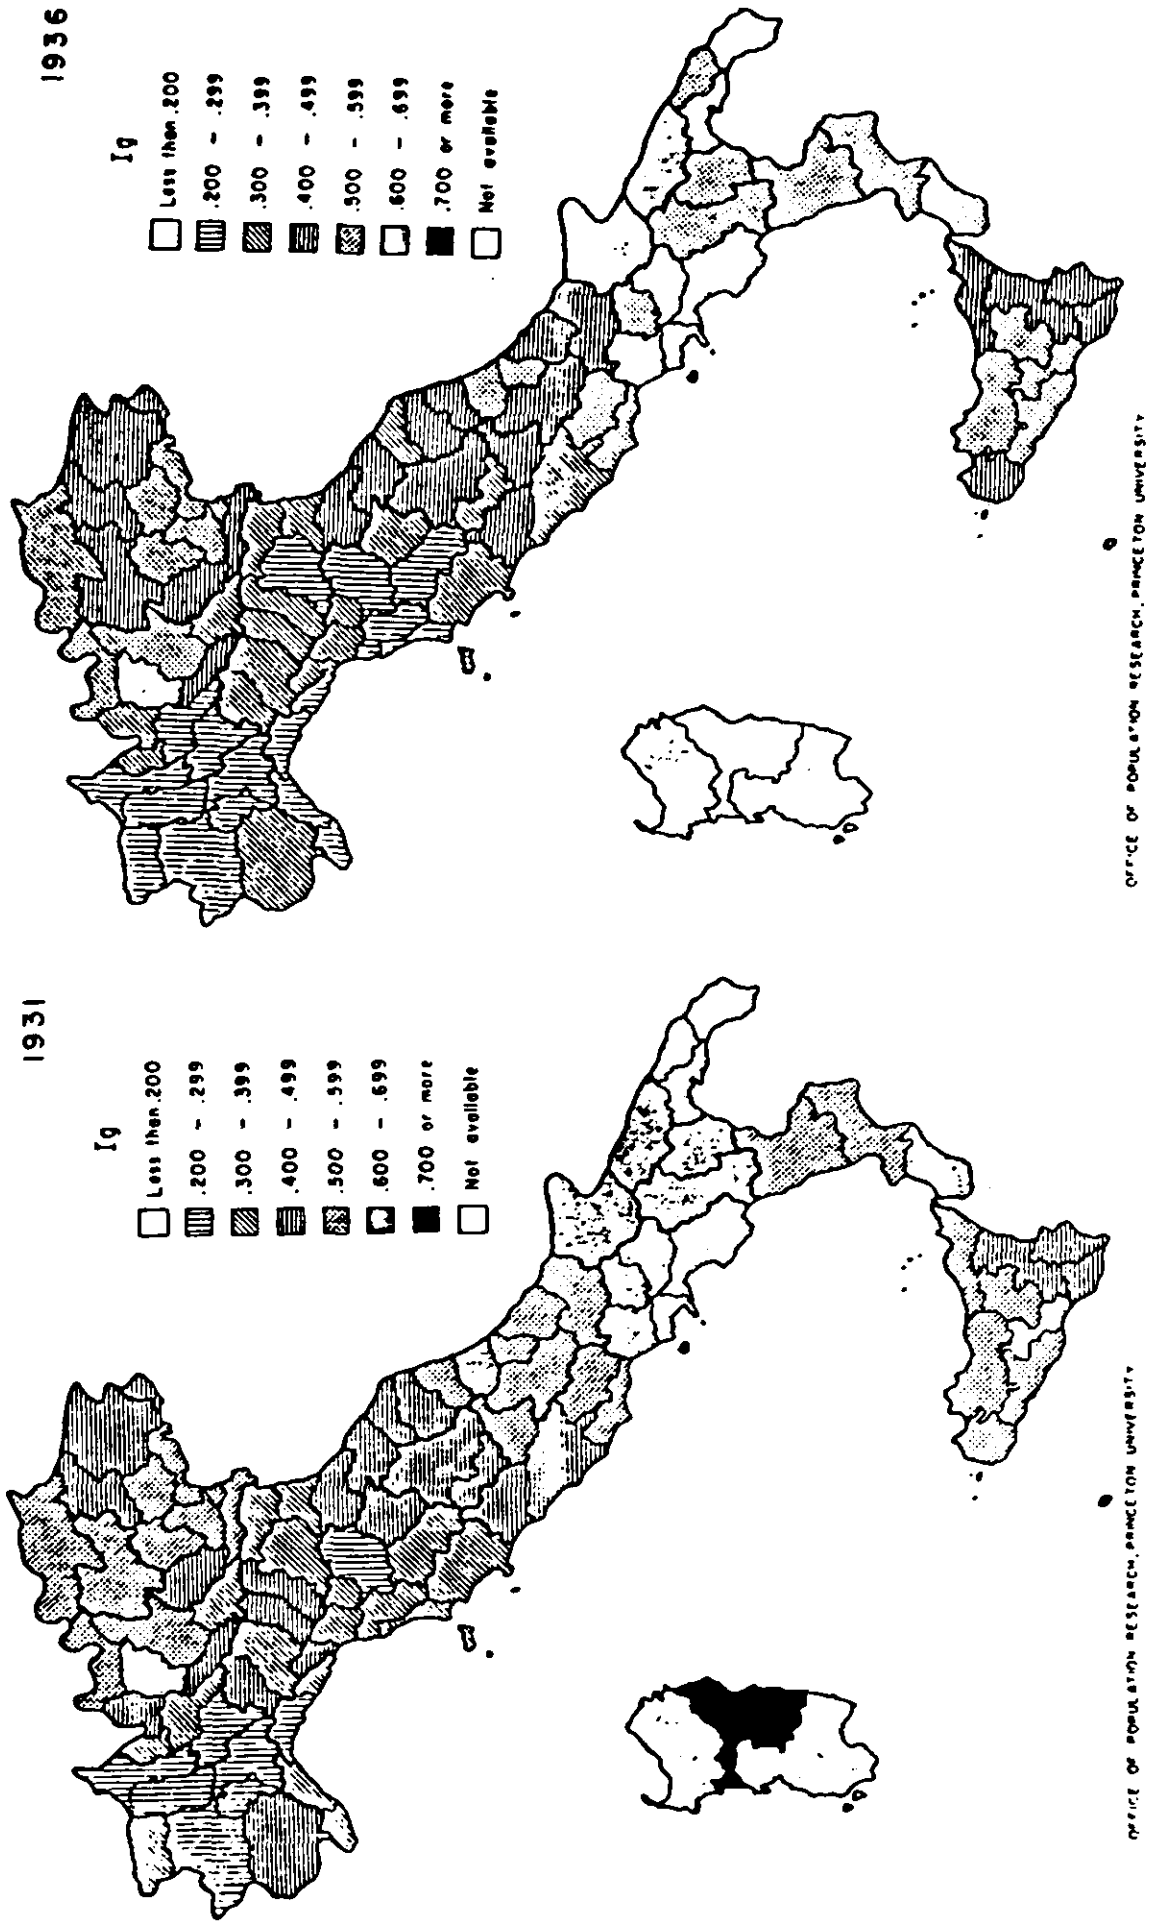 1931
Ig
Less than .200
.200 - .299
.300 - .399
.400 - .499
.500 - .599
.600 - .699
.700 or more
Not available
OFFICE OF POPULATION RESEARCH, PRINCETON UNIVERSITY
1936
Ig
Less than .200
.200 - .299
.300 - .399
.400 - .499
.500 - .599
.600 - .699
.700 or more
Not available
OFFICE OF POPULATION RESEARCH, PRINCETON UNIVERSITY